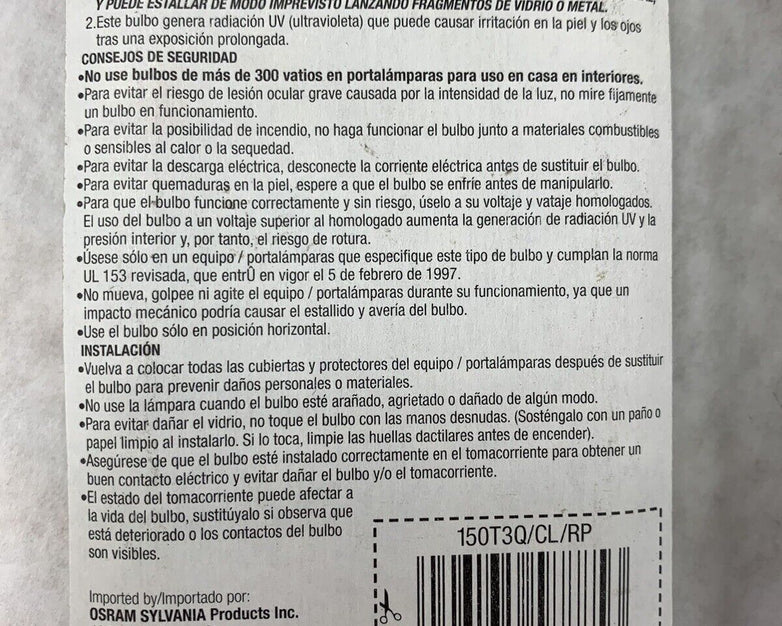 Y PUEDE ESTALLAR DE MODO IMPREVISTO LANZANDO FRAGMENTOS DE VIDRIO O METAL.
2.Este bulbo genera radiación UV (ultravioleta) que puede causar irritación en la piel y los ojos
tras una exposición prolongada.
CONSEJOS DE SEGURIDAD
•No use bulbos de más de 300 vatios en portalámparas para uso en casa en interiores.
•Para evitar el riesgo de lesión ocular grave causada por la intensidad de la luz, no mire fijamente
un bulbo en funcionamiento.
•Para evitar la posibilidad de incendio, no haga funcionar el bulbo junto a materiales combustibles
o sensibles al calor o la sequedad.
•Para evitar la descarga eléctrica, desconecte la corriente eléctrica antes de sustituir el bulbo.
•Para evitar quemaduras en la piel, espere a que el bulbo se enfríe antes de manipularlo.
•Para que el bulbo funcione correctamente y sin riesgo, úselo a su voltaje y vataje homologados.
El uso del bulbo a un voltaje superior al homologado aumenta la generación de radiación UV y la
presión interior y, por tanto, el riesgo de rotura.
•Úsese sólo en un equipo / portalámparas que especifique este tipo de bulbo y cumplan la norma
UL 153 revisada, que entrÛ en vigor el 5 de febrero de 1997.
•No mueva, golpee ni agite el equipo / portalámparas durante su funcionamiento, ya que un
impacto mecánico podría causar el estallido y avería del bulbo.
•Use el bulbo sólo en posición horizontal.
INSTALACIÓN
•Vuelva a colocar todas las cubiertas y protectores del equipo / portalámparas después de sustituir
el bulbo para prevenir daños personales o materiales.
•No use la lámpara cuando el bulbo esté arañado, agrietado o dañado de algún modo.
•Para evitar dañar el vidrio, no toque el bulbo con las manos desnudas. (Sosténgalo con un paño o
papel limpio al instalarlo. Si lo toca, limpie las huellas dactilares antes de encender).
•Asegúrese de que el bulbo esté instalado correctamente en el tomacorriente para obtener un
buen contacto eléctrico y evitar dañar el bulbo y/o el tomacorriente.
•El estado del tomacorriente puede afectar a
la vida del bulbo, sustitúyalo si observa que
está deteriorado o los contactos del bulbo
son visibles.
150T3Q/CL/RP
Imported by/Importado por:
OSRAM SYLVANIA Products Inc.